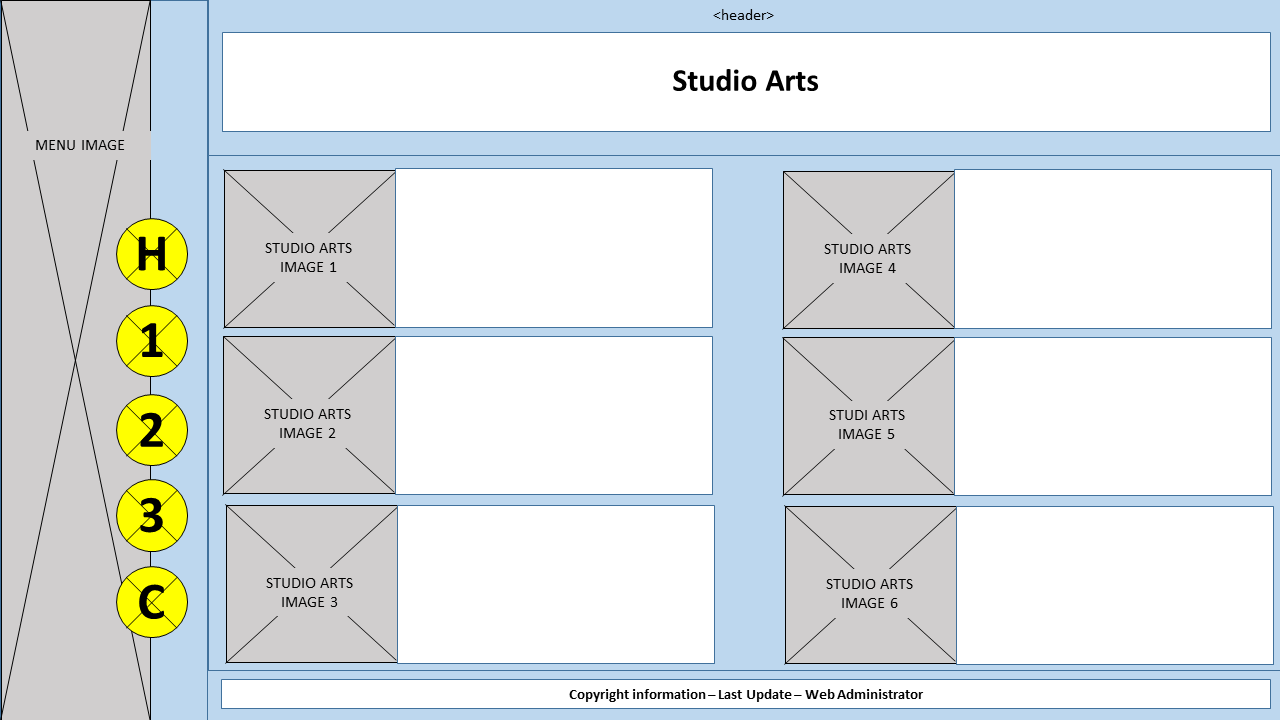 <header>
Studio Arts
MENU IMAGE
H
1
2
3
C
STUDIO ARTS
IMAGE 1
STUDIO ARTS
IMAGE 2
STUDIO ARTS
IMAGE 3
STUDIO ARTS
IMAGE 4
STUDI ARTS
IMAGE 5
STUDIO ARTS
IMAGE 6
Copyright information – Last Update – Web Administrator